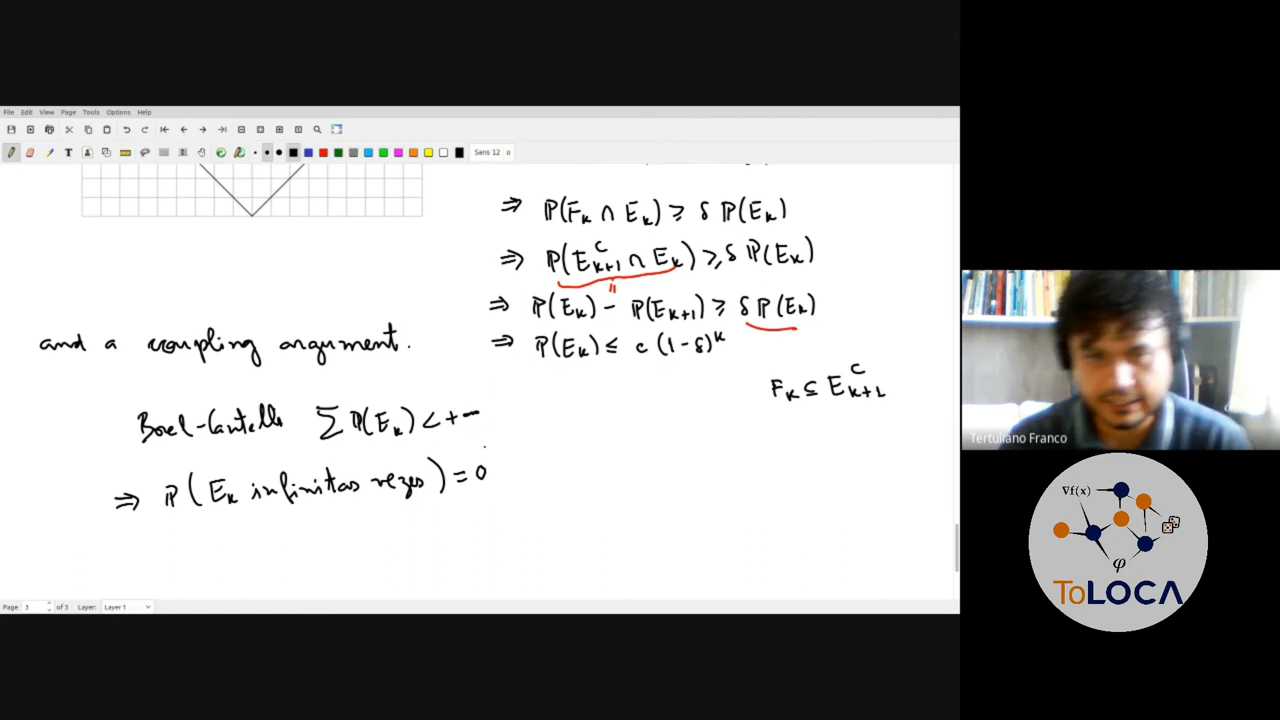 File Edit View Page Tools Options Help
Sans 12
⇒ P(F_k ∩ E_k) ≥ δ P(E_k)
⇒ P(E_{k+1}^c ∩ E_k) ≥ δ P(E_k)
⇒ P(E_k) - P(E_{k+1}) ≥ δ P(E_k)
and a coupling argument.
⇒ P(E_k) ≤ c (1-δ)^k
F_k ⊆ E_{k+1}^c
Borel-Cantelli Σ P(E_k) < +∞
⇒ P(E_k infinitas vezes) = 0
Page 3 of 3 Layer: Layer 1
Tertuliano Franco
∇f(x)
φ
ToLOCA